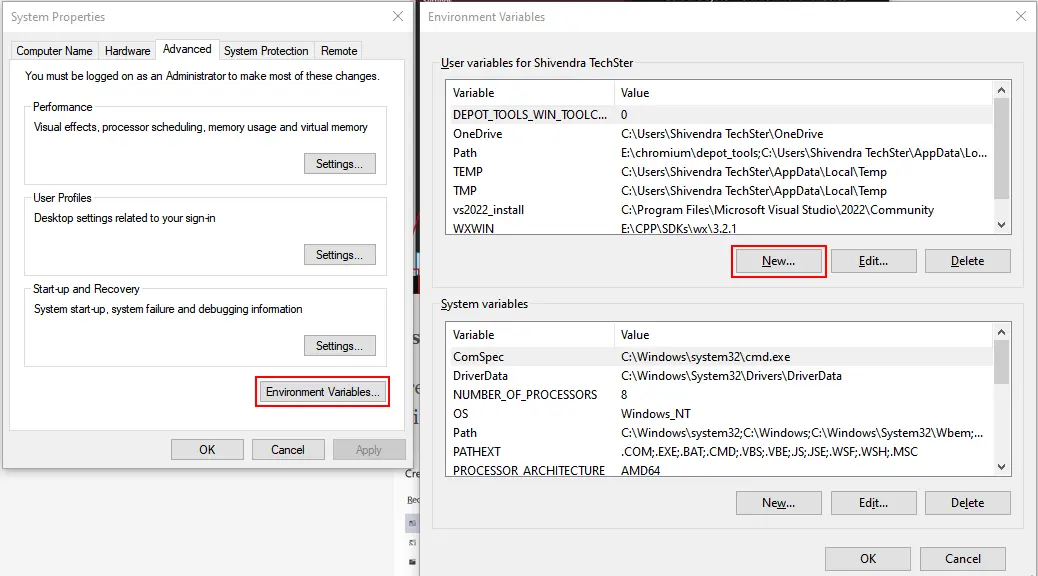 System Properties
Computer Name Hardware Advanced System Protection Remote
You must be logged on as an Administrator to make most of these changes.
Performance
Visual effects, processor scheduling, memory usage and virtual memory
Settings...
User Profiles
Desktop settings related to your sign-in
Settings...
Start-up and Recovery
System start-up, system failure and debugging information
Settings...
Environment Variables...
OK Cancel Apply
Environment Variables
User variables for Shivendra TechSter
Variable Value
DEPOT_TOOLS_WIN_TOOLC... 0
OneDrive C:\Users\Shivendra TechSter\OneDrive
Path E:\chromium\depot_tools;C:\Users\Shivendra TechSter\AppData\Lo...
TEMP C:\Users\Shivendra TechSter\AppData\Local\Temp
TMP C:\Users\Shivendra TechSter\AppData\Local\Temp
vs2022_install C:\Program Files\Microsoft Visual Studio\2022\Community
WXWIN E:\CPP\SDKs\wx\3.2.1
New... Edit... Delete
System variables
Variable Value
ComSpec C:\Windows\system32\cmd.exe
DriverData C:\Windows\System32\Drivers\DriverData
NUMBER_OF_PROCESSORS 8
OS Windows_NT
Path C:\Windows\system32;C:\Windows;C:\Windows\System32\Wbem;...
PATHEXT .COM;.EXE;.BAT;.CMD;.VBS;.VBE;.JS;.JSE;.WSF;.WSH;.MSC
PROCESSOR_ARCHITECTURE AMD64
New... Edit... Delete
OK Cancel